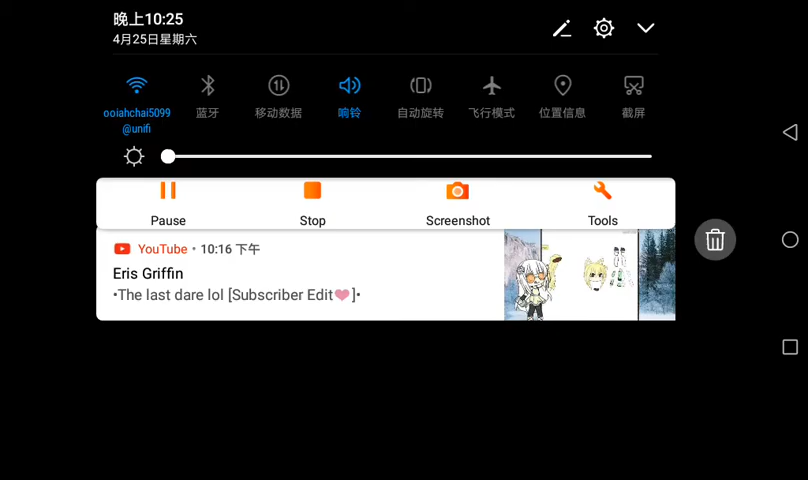 晚上10:25
4月25日星期六
ooiahchai5099
@unifi
蓝牙
移动数据
响铃
自动旋转
飞行模式
位置信息
截屏
Pause
Stop
Screenshot
Tools
YouTube • 10:16 下午
Eris Griffin
•The last dare lol [Subscriber Edit❤]•